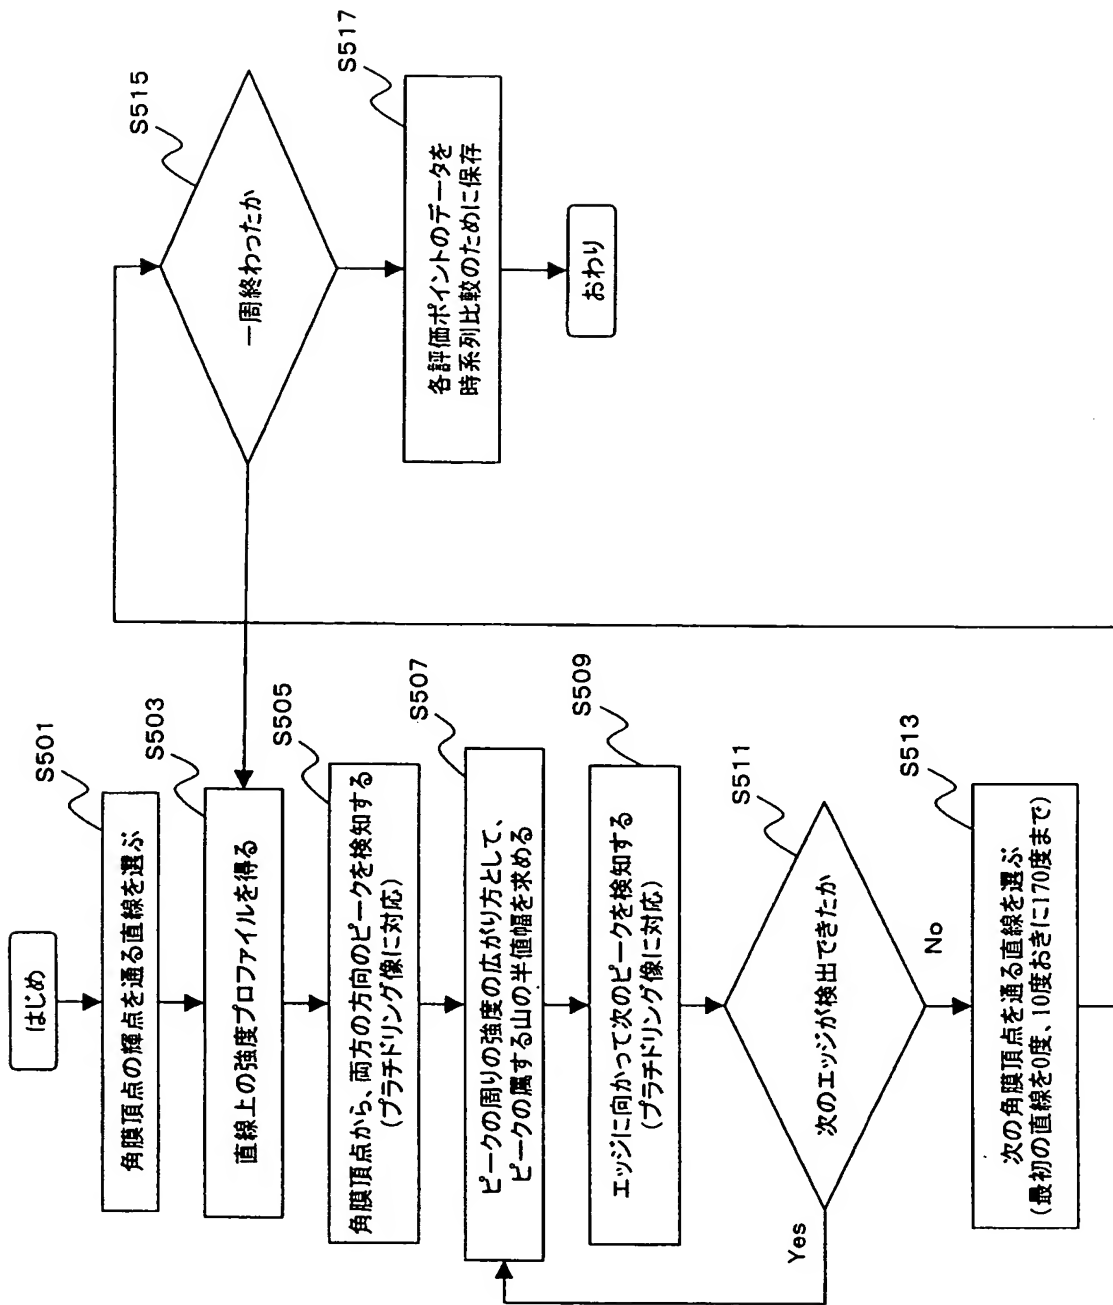 はじめ
S501
角膜頂点の輝点を通る直線を選ぶ
S503
直線上の強度プロファイルを得る
S505
角膜頂点から、両方の方向のピークを検知する
(プラチドリング像に対応)
S507
ピークの周りの強度の広がり方として、
ピークの属する山の半値幅を求める
S509
エッジに向かって次のピークを検知する
(プラチドリング像に対応)
S511
次のエッジが検出できたか
Yes
No
S513
次の角膜頂点を通る直線を選ぶ
(最初の直線を0度、10度おきに170度まで)
S515
一周終わつたか
S517
各評価ポイントのデータを
時系列比較のために保存
おわり